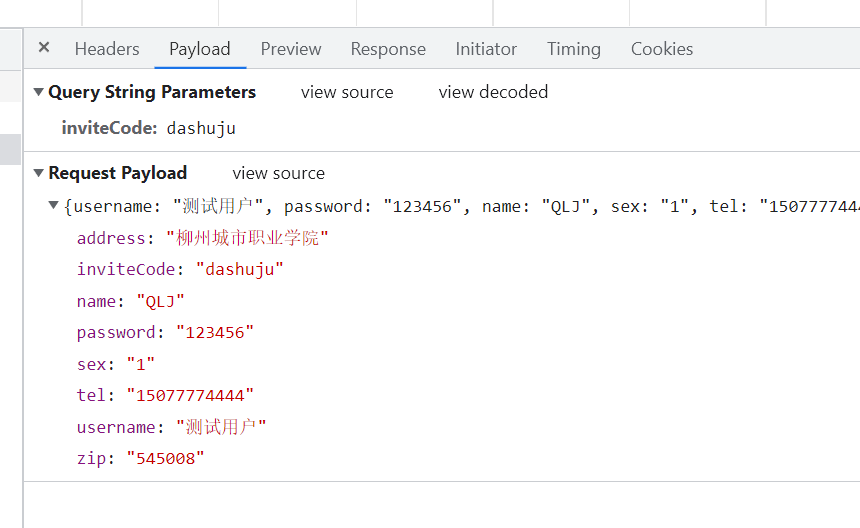 × Headers Payload Preview Response Initiator Timing Cookies
▼ Query String Parameters view source view decoded
inviteCode: dashuju
▼ Request Payload view source
▼ {username: "测试用户", password: "123456", name: "QLJ", sex: "1", tel: "1507777444
address: "柳州城市职业学院"
inviteCode: "dashuju"
name: "QLJ"
password: "123456"
sex: "1"
tel: "15077774444"
username: "测试用户"
zip: "545008"